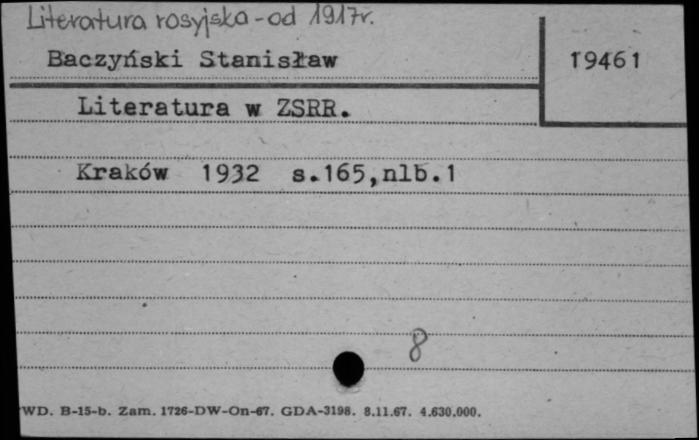 Literatura rosyjska - od 1917r.
Baczyński Stanisław
19461
Literatura w ZSRR.
Kraków 1932 s.165,nlb.1
8
WD. B-15-b. Zam. 1726-DW-On-67. GDA-3198. 8.11.67. 4.630.000.